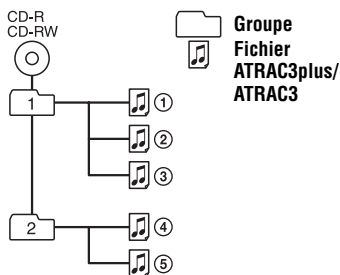 CD-R
CD-RW
Groupe
Fichier
ATRAC3plus/
ATRAC3
1
①
②
③
2
④
⑤